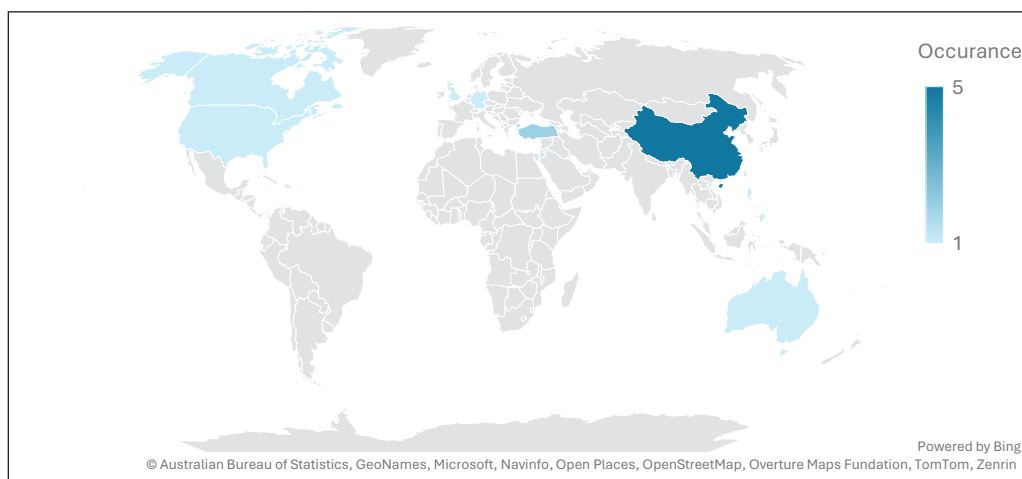 Occurance
5
1
Powered by Bing
© Australian Bureau of Statistics, GeoNames, Microsoft, Navinfo, Open Places, OpenStreetMap, Overture Maps Fundation, TomTom, Zenrin